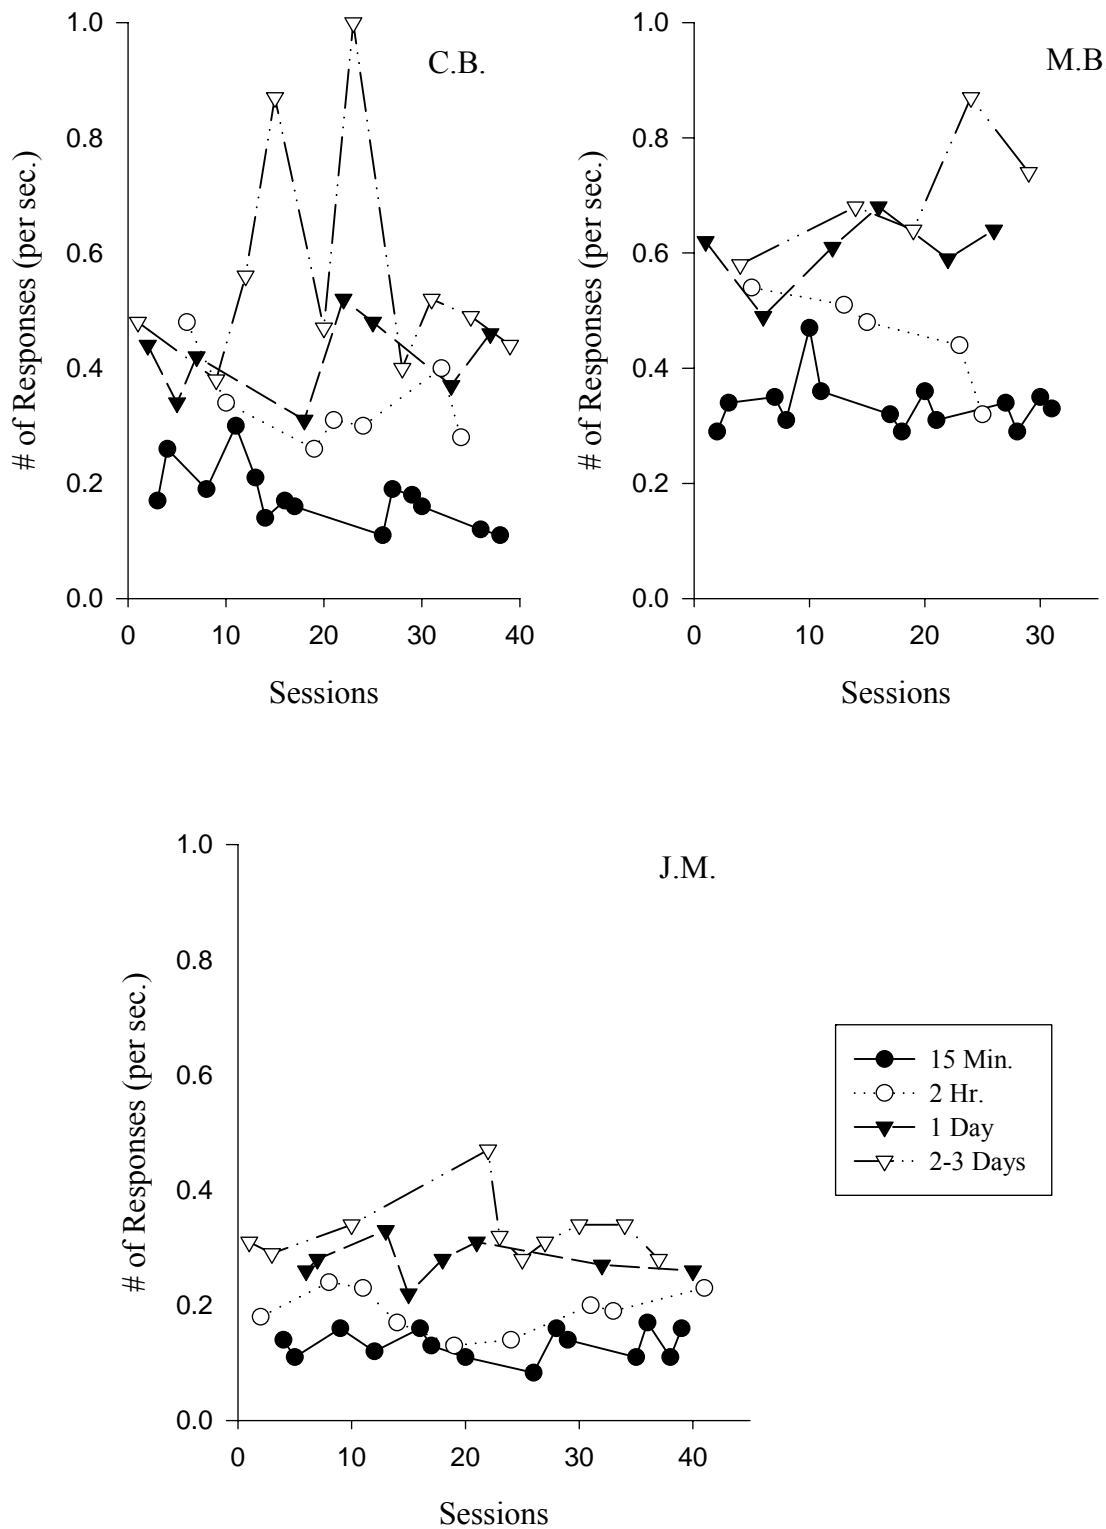 C.B.
# of Responses (per sec.)
1.0
0.8
0.6
0.4
0.2
0.0
0 10 20 30 40
Sessions
M.B
# of Responses (per sec.)
1.0
0.8
0.6
0.4
0.2
0.0
0 10 20 30
Sessions
J.M.
# of Responses (per sec.)
1.0
0.8
0.6
0.4
0.2
0.0
0 10 20 30 40
Sessions
15 Min.
2 Hr.
1 Day
2-3 Days